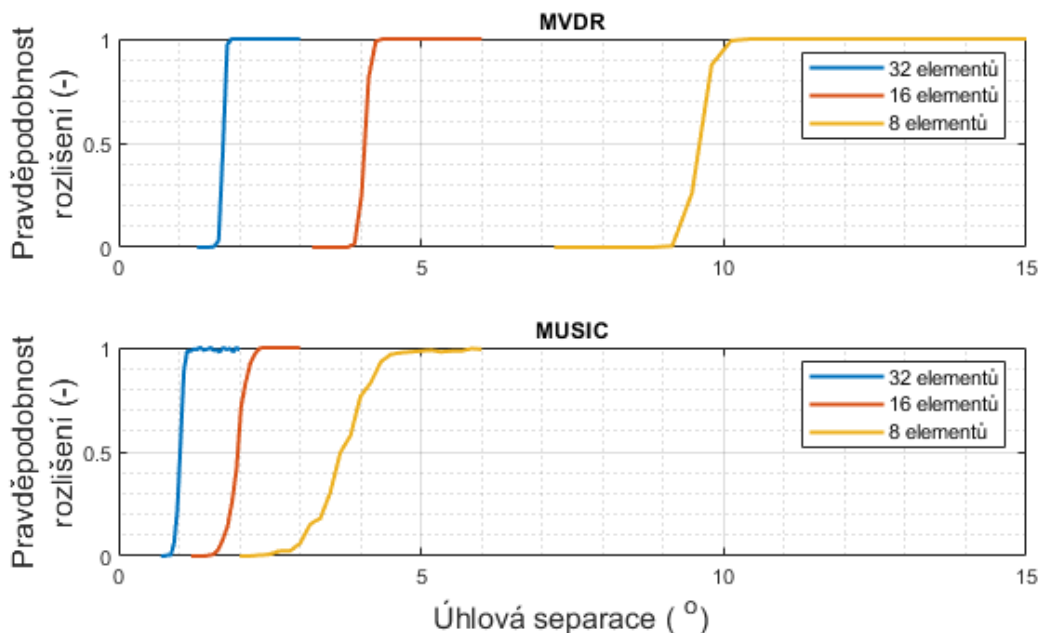 MVDR
Pravděpodobnost
rozlišení (-)
1
0.5
0
0
5
10
15
32 elementů
16 elementů
8 elementů
MUSIC
Pravděpodobnost
rozlišení (-)
1
0.5
0
0
5
10
15
32 elementů
16 elementů
8 elementů
Úhlová separace ( º)